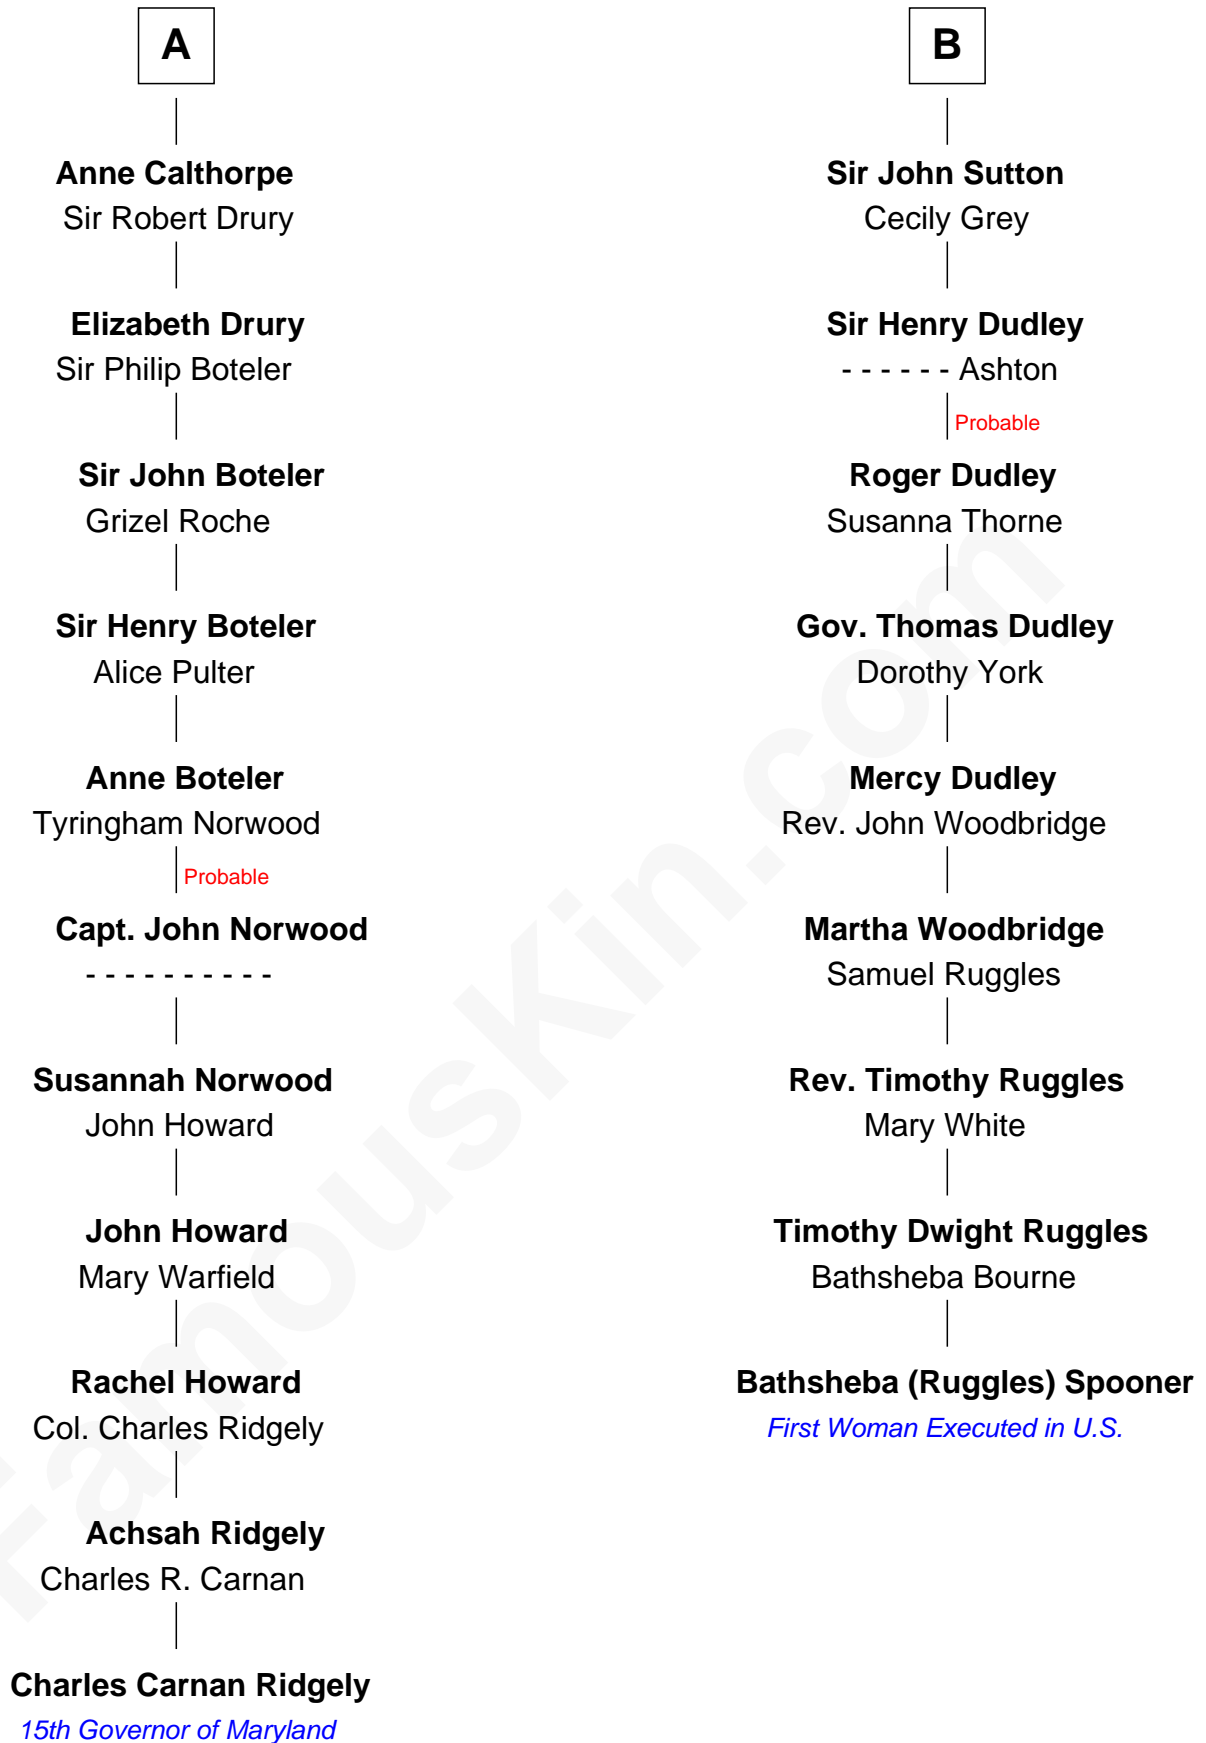 A
Anne Calthorpe
Sir Robert Drury
Elizabeth Drury
Sir Philip Boteler
Sir John Boteler
Grizel Roche
Sir Henry Boteler
Alice Pulter
Anne Boteler
Tyringham Norwood
Probable
Capt. John Norwood
- - - - - - - - - -
Susannah Norwood
John Howard
John Howard
Mary Warfield
Rachel Howard
Col. Charles Ridgely
Achsah Ridgely
Charles R. Carnan
Charles Carnan Ridgely
15th Governor of Maryland
B
Sir John Sutton
Cecily Grey
Sir Henry Dudley
- - - - - - Ashton
Probable
Roger Dudley
Susanna Thorne
Gov. Thomas Dudley
Dorothy York
Mercy Dudley
Rev. John Woodbridge
Martha Woodbridge
Samuel Ruggles
Rev. Timothy Ruggles
Mary White
Timothy Dwight Ruggles
Bathsheba Bourne
Bathsheba (Ruggles) Spooner
First Woman Executed in U.S.
FamousKin.com